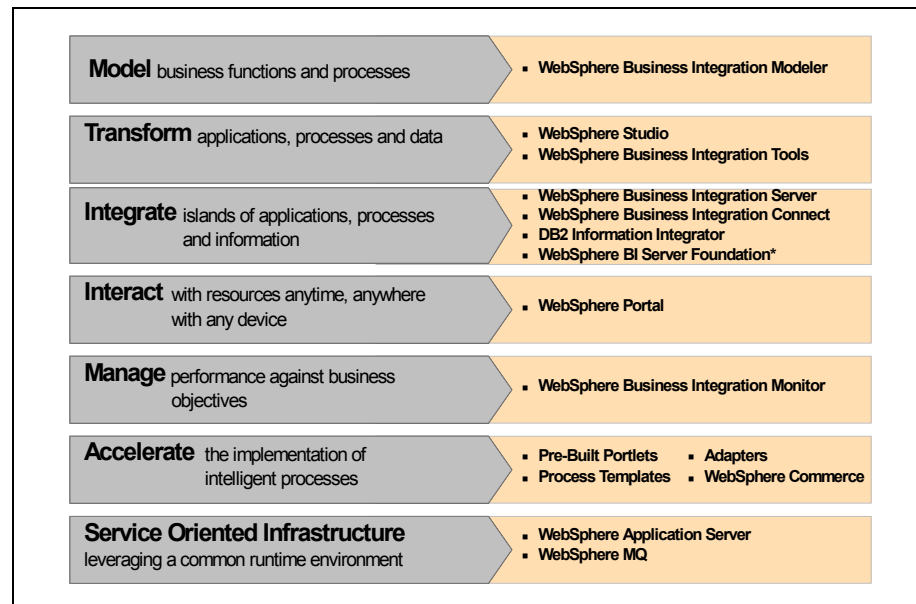 Model business functions and processes
▪ WebSphere Business Integration Modeler
Transform applications, processes and data
▪ WebSphere Studio
▪ WebSphere Business Integration Tools
Integrate islands of applications, processes
and information
▪ WebSphere Business Integration Server
▪ WebSphere Business Integration Connect
▪ DB2 Information Integrator
▪ WebSphere BI Server Foundation*
Interact with resources anytime, anywhere
with any device
▪ WebSphere Portal
Manage performance against business
objectives
▪ WebSphere Business Integration Monitor
Accelerate the implementation of
intelligent processes
▪ Pre-Built Portlets ▪ Adapters
▪ Process Templates ▪ WebSphere Commerce
Service Oriented Infrastructure
leveraging a common runtime environment
▪ WebSphere Application Server
▪ WebSphere MQ